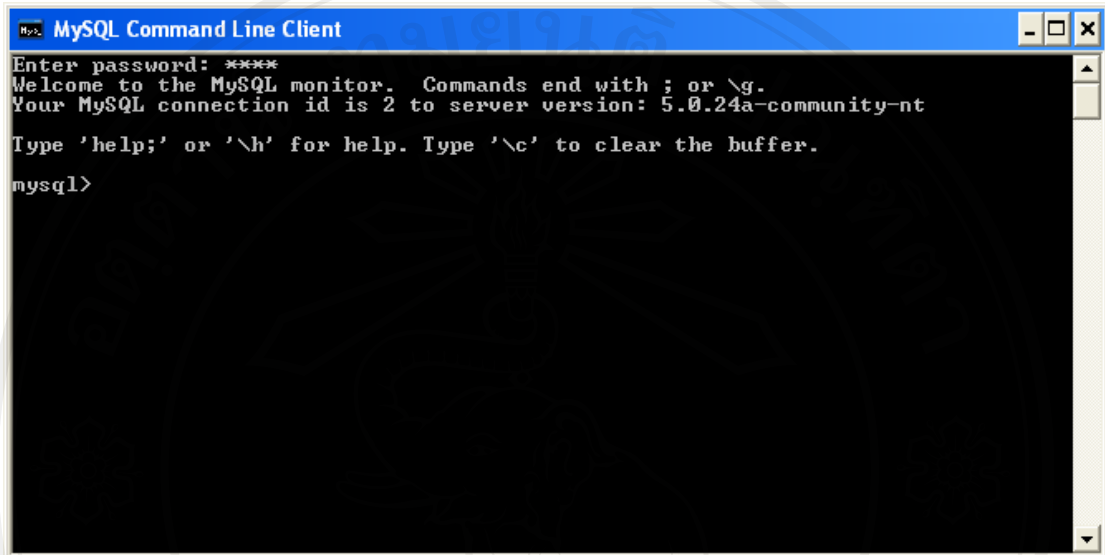 MySQL Command Line Client
Enter password: ****
Welcome to the MySQL monitor.  Commands end with ; or \g.
Your MySQL connection id is 2 to server version: 5.0.24a-community-nt
Type 'help;' or '\h' for help. Type '\c' to clear the buffer.
mysql>